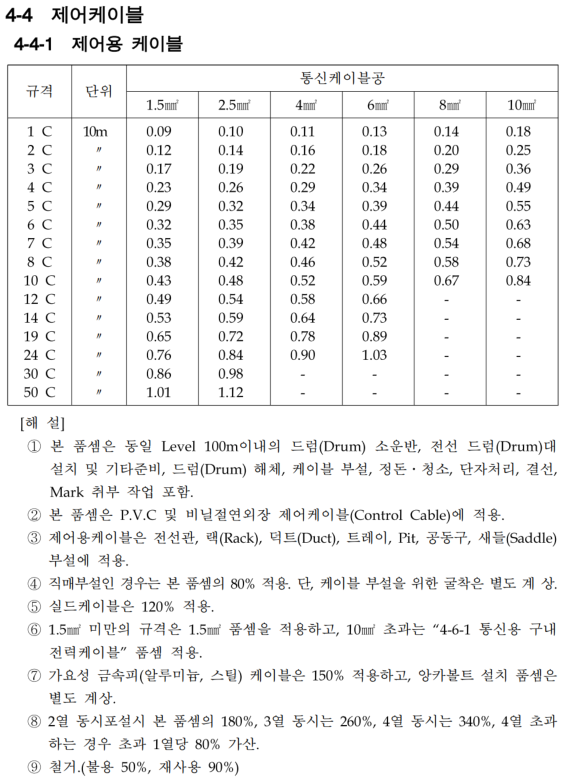 4-4 제어케이블
4-4-1 제어용 케이블
규격 단위 통신케이블공
1.5㎟ 2.5㎟ 4㎟ 6㎟ 8㎟ 10㎟
1 C 10m 0.09 0.10 0.11 0.13 0.14 0.18
2 C 〃 0.12 0.14 0.16 0.18 0.20 0.25
3 C 〃 0.17 0.19 0.22 0.26 0.29 0.36
4 C 〃 0.23 0.26 0.29 0.34 0.39 0.49
5 C 〃 0.29 0.32 0.34 0.39 0.44 0.55
6 C 〃 0.32 0.35 0.38 0.44 0.50 0.63
7 C 〃 0.35 0.39 0.42 0.48 0.54 0.68
8 C 〃 0.38 0.42 0.46 0.52 0.58 0.73
10 C 〃 0.43 0.48 0.52 0.59 0.67 0.84
12 C 〃 0.49 0.54 0.58 0.66 - -
14 C 〃 0.53 0.59 0.64 0.73 - -
19 C 〃 0.65 0.72 0.78 0.89 - -
24 C 〃 0.76 0.84 0.90 1.03 - -
30 C 〃 0.86 0.98 - - - -
50 C 〃 1.01 1.12 - - - -
[해 설]
① 본 품셈은 동일 Level 100m이내의 드럼(Drum) 소운반, 전선 드럼(Drum)대
설치 및 기타준비, 드럼(Drum) 해체, 케이블 부설, 정돈·청소, 단자처리, 결선,
Mark 취부 작업 포함.
② 본 품셈은 P.V.C 및 비닐절연외장 제어케이블(Control Cable)에 적용.
③ 제어용케이블은 전선관, 랙(Rack), 덕트(Duct), 트레이, Pit, 공동구, 새들(Saddle)
부설에 적용.
④ 직매부설인 경우는 본 품셈의 80% 적용. 단, 케이블 부설을 위한 굴착은 별도 계 상.
⑤ 실드케이블은 120% 적용.
⑥ 1.5㎟ 미만의 규격은 1.5㎟ 품셈을 적용하고, 10㎟ 초과는 “4-6-1 통신용 구내
전력케이블” 품셈 적용.
⑦ 가요성 금속피(알루미늄, 스틸) 케이블은 150% 적용하고, 앙카볼트 설치 품셈은
별도 계상.
⑧ 2열 동시포설시 본 품셈의 180%, 3열 동시는 260%, 4열 동시는 340%, 4열 초과
하는 경우 초과 1열당 80% 가산.
⑨ 철거.(불용 50%, 재사용 90%)